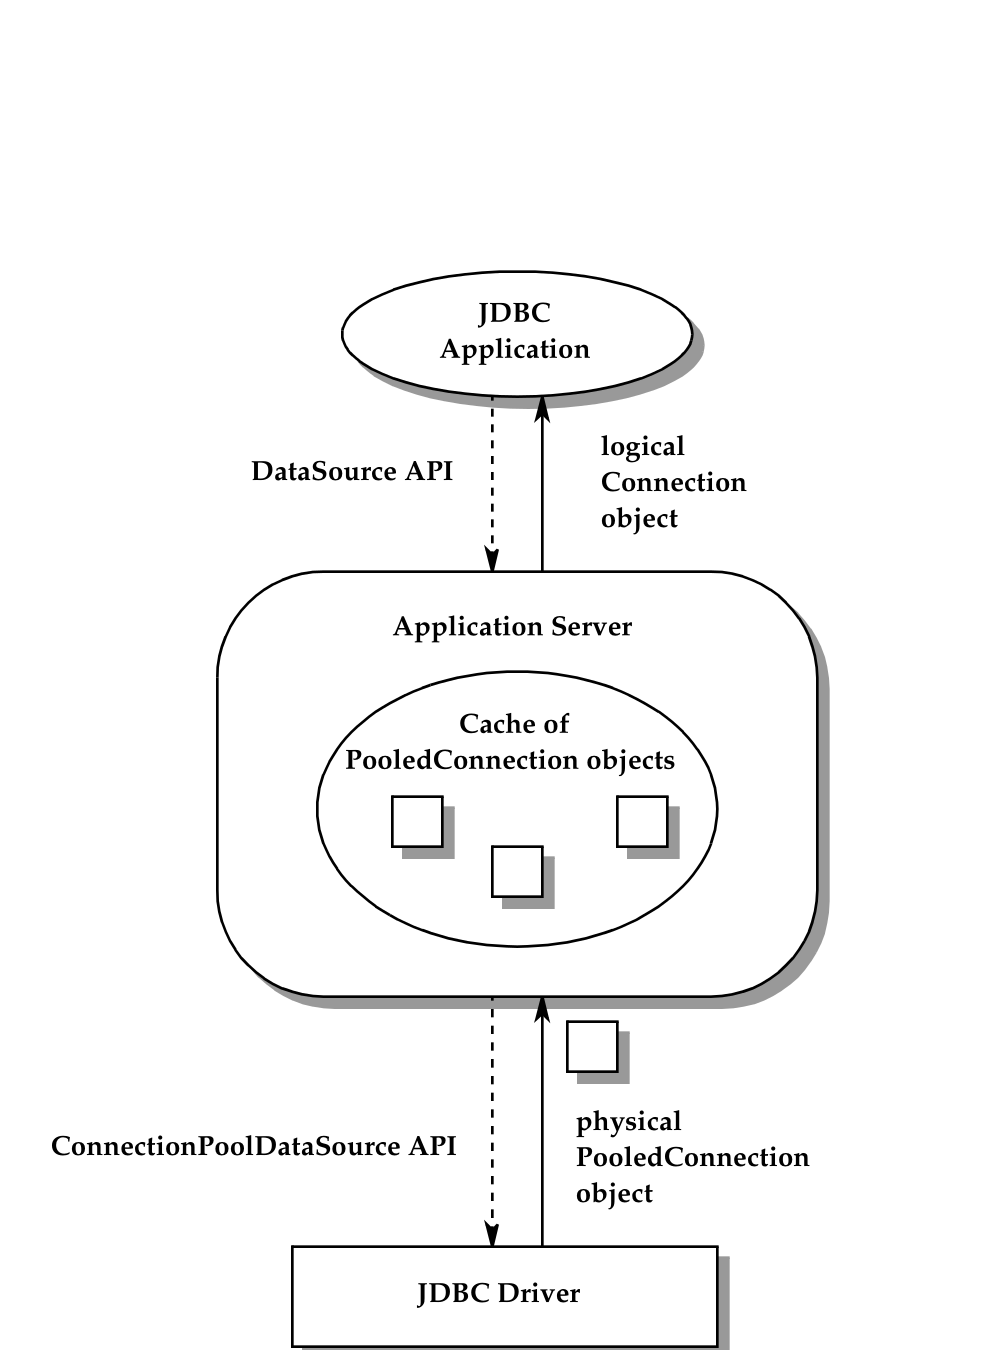 JDBC
Application
DataSource API
logical
Connection
object
Application Server
Cache of
PooledConnection objects
ConnectionPoolDataSource API
physical
PooledConnection
object
JDBC Driver